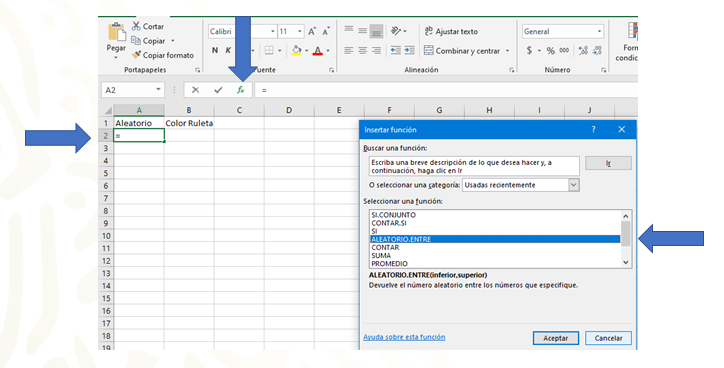 Cortar
Copiar
Copiar formato
Pegar
Portapapeles
Calibri
11
A A
N K
A
Fuente
Ajustar texto
Combinar y centrar
Alineación
General
$ % 000
Número
Form
condic
A2
fx =
A B C D E F G H I J
1 Aleatorio Color Ruleta
2 =
3
4
5
6
7
8
9
10
11
12
13
14
15
16
17
18
19
Insertar función
? X
Buscar una función:
Escriba una breve descripción de lo que desea hacer y, a
continuación, haga clic en Ir
Ir
O seleccionar una categoría: Usadas recientemente
Seleccionar una función:
SI.CONJUNTO
CONTAR.SI
SI
ALEATORIO.ENTRE
CONTAR
SUMA
PROMEDIO
ALEATORIO.ENTRE(inferior,superior)
Devuelve el número aleatorio entre los números que especifique.
Ayuda sobre esta función
Aceptar
Cancelar